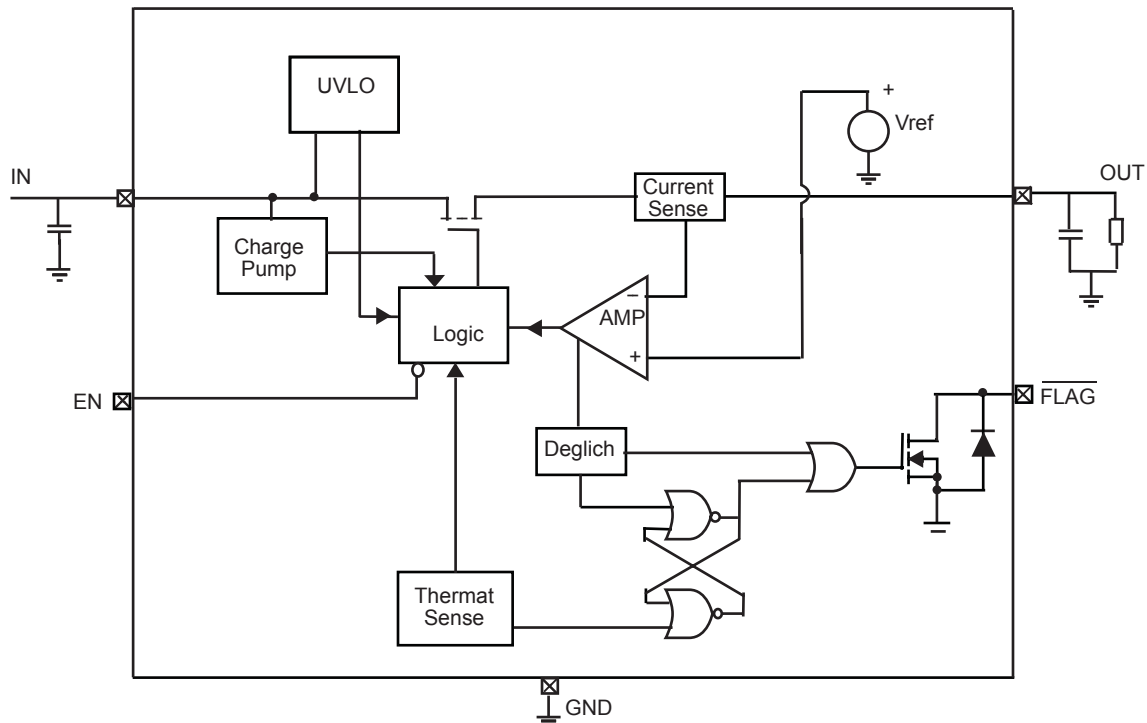 UVLO
+
Vref
IN
OUT
Current
Sense
Charge
Pump
−
AMP
+
Logic
EN
FLAG
Deglich
Thermat
Sense
GND